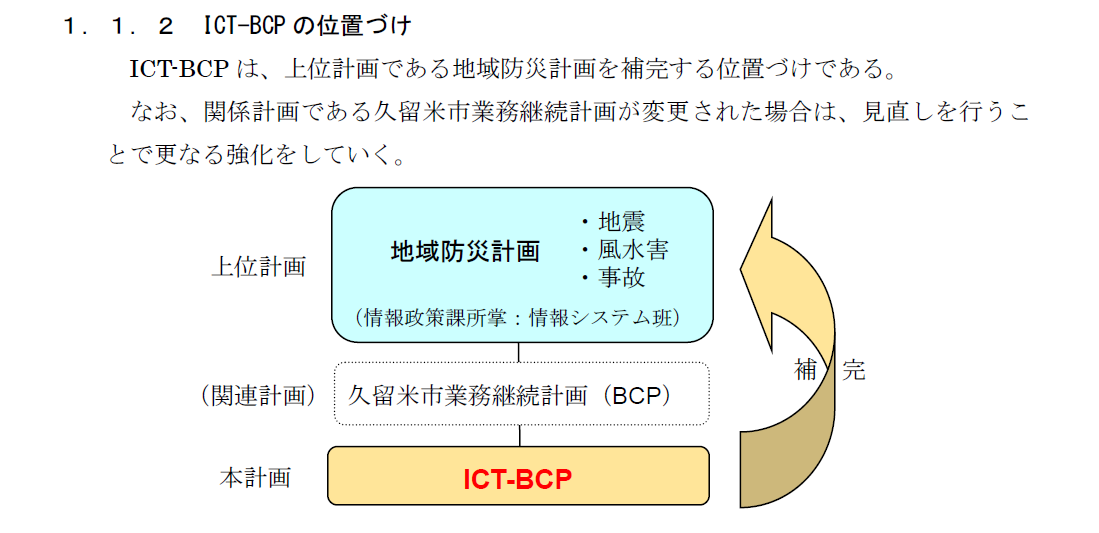 １．１．２　ICT-BCP の位置づけ
ICT-BCP は、上位計画である地域防災計画を補完する位置づけである。
なお、関係計画である久留米市業務継続計画が変更された場合は、見直しを行うこ
とで更なる強化をしていく。
上位計画
地域防災計画
・地震
・風水害
・事故
（情報政策課所掌：情報システム班）
補 完
（関連計画）
久留米市業務継続計画（BCP）
本計画
ICT-BCP